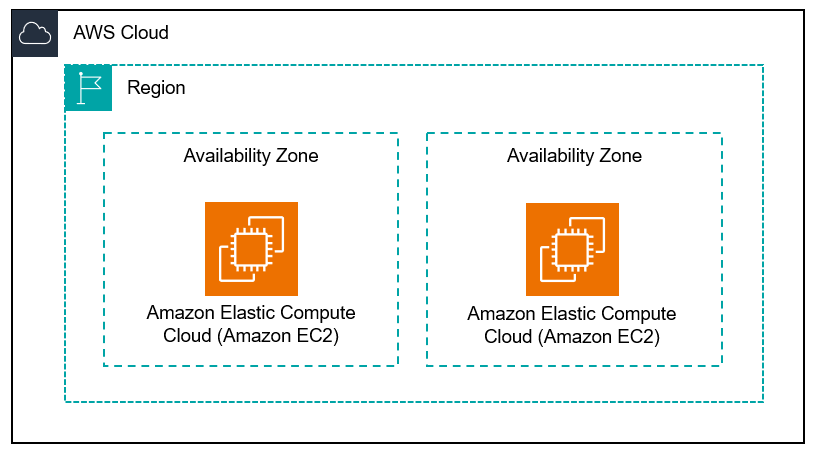 AWS Cloud
Region
Availability Zone
Amazon Elastic Compute
Cloud (Amazon EC2)
Availability Zone
Amazon Elastic Compute
Cloud (Amazon EC2)